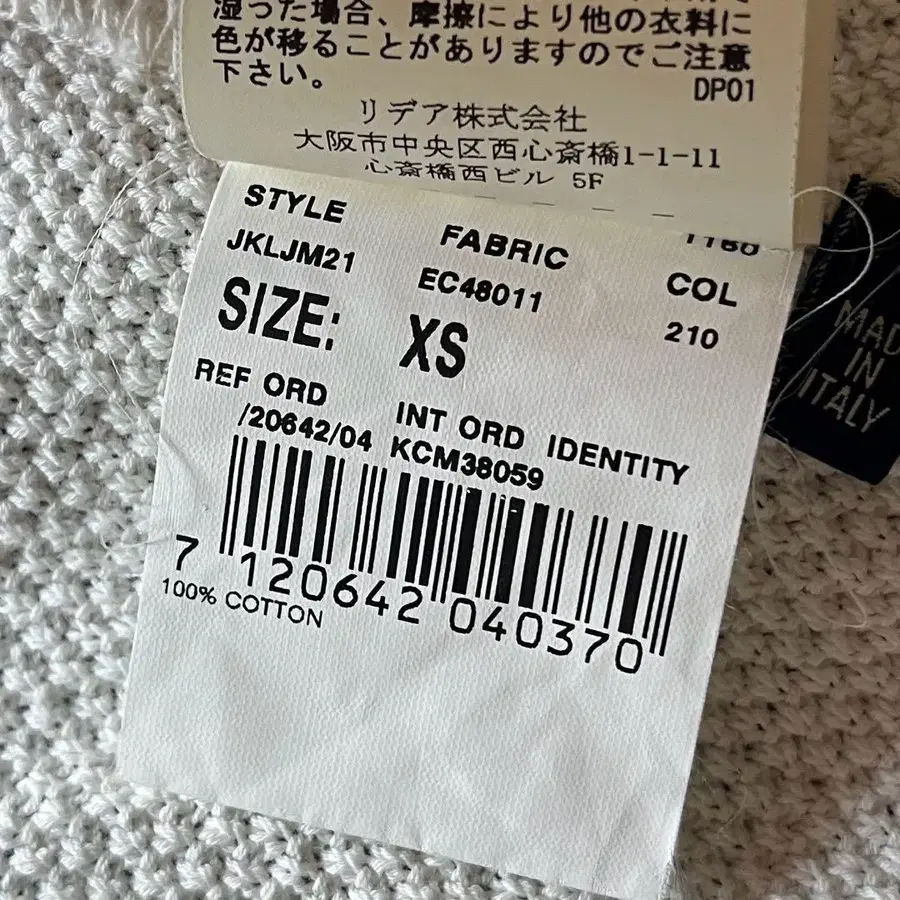 湿った場合、摩擦により他の衣料に
色が移ることがありますのでご注意
下さい。 DP01
リデア株式会社
大阪市中央区西心斎橋1-1-11
心斎橋西ビル 5F
STYLE FABRIC 1180
JKLJM21 EC48011 COL
SIZE: XS 210
REF ORD INT ORD IDENTITY
/20642/04 KCM38059
7 120642 040370
100% COTTON
MADE
IN
ITALY